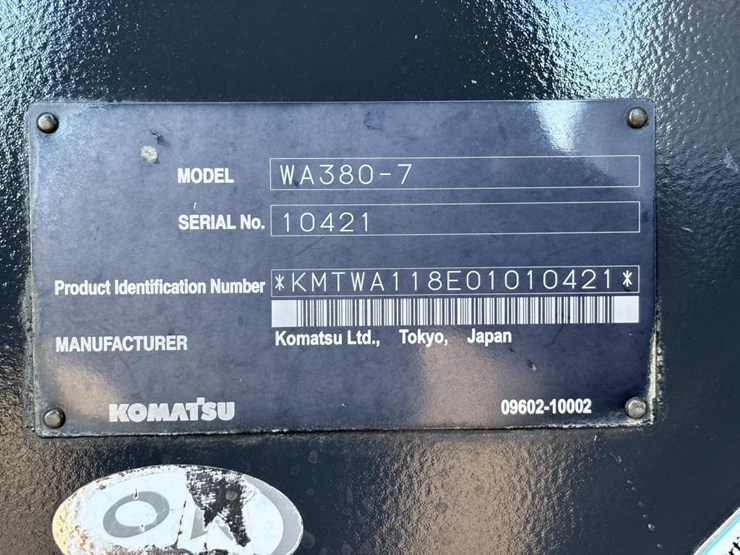 MODEL WA380-7
SERIAL No. 10421
Product Identification Number *KMTWA118E01010421*
MANUFACTURER Komatsu Ltd., Tokyo, Japan
KOMATSU 09602-10002